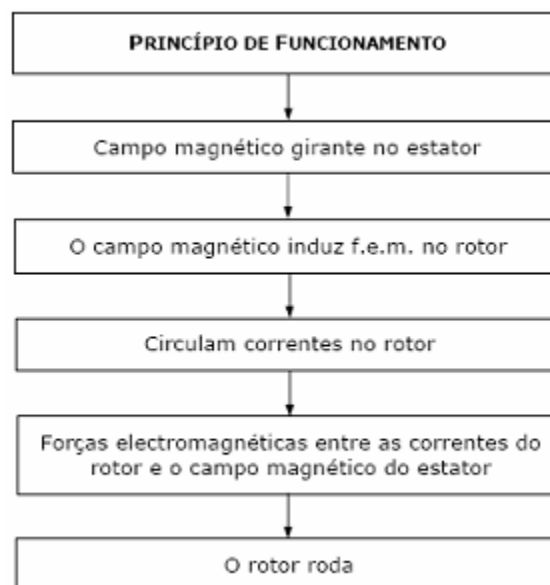 PRINCÍPIO DE FUNCIONAMENTO
Campo magnético girante no estator
O campo magnético induz f.e.m. no rotor
Circulam correntes no rotor
Forças electromagnéticas entre as correntes do
rotor e o campo magnético do estator
O rotor roda